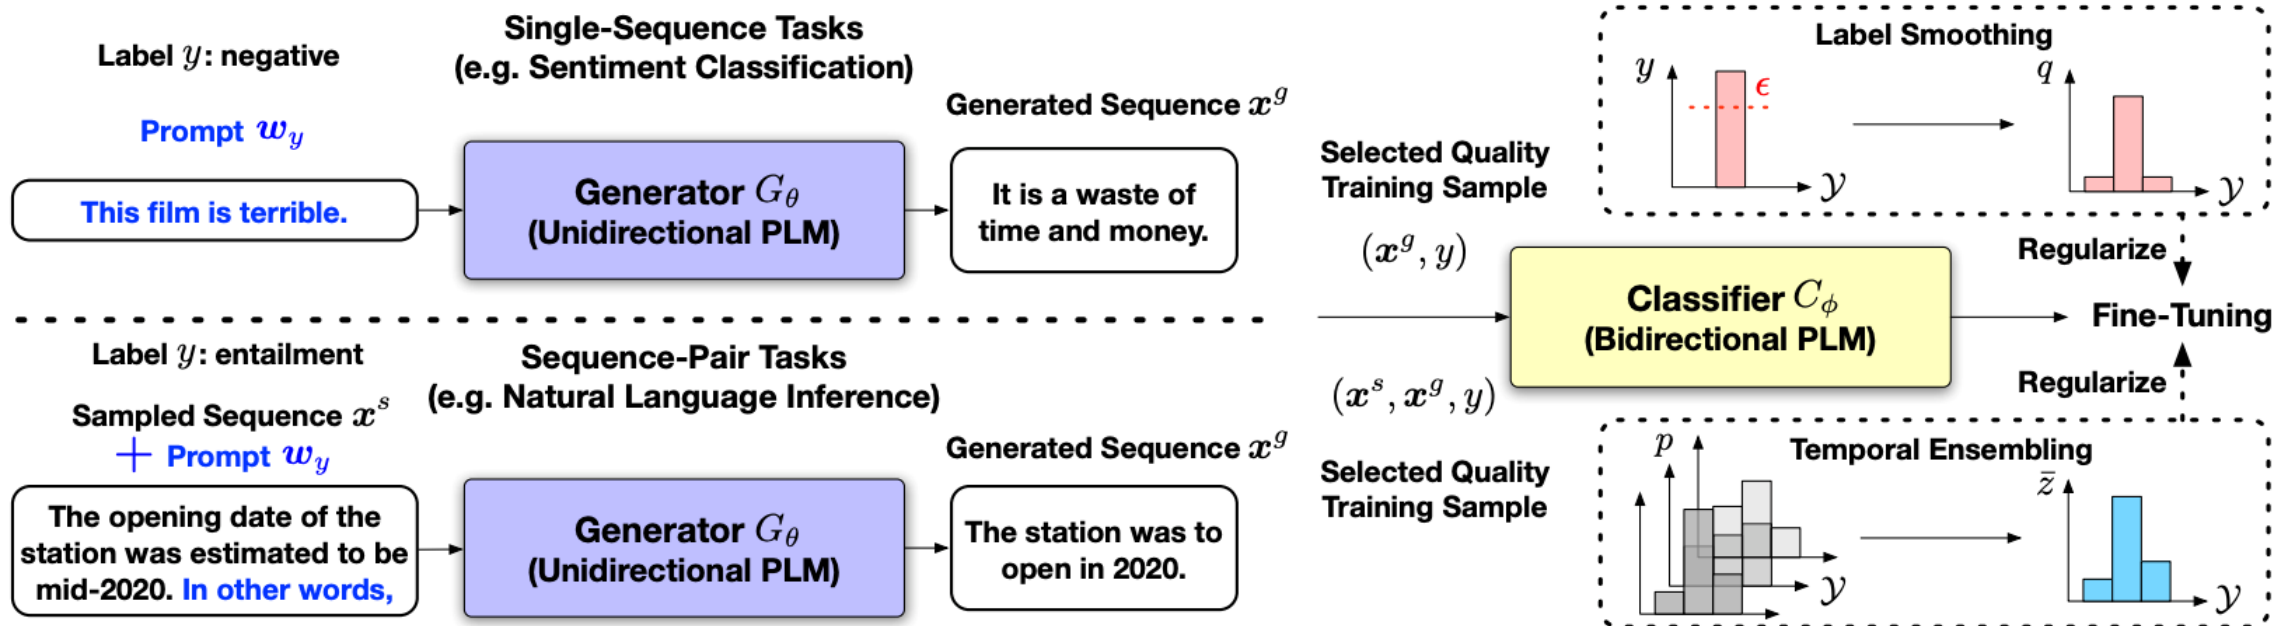 Single-Sequence Tasks
(e.g. Sentiment Classification)
Label y: negative
Prompt w_y
This film is terrible.
Generator G_θ
(Unidirectional PLM)
Generated Sequence x^g
It is a waste of
time and money.
Label y: entailment
Sequence-Pair Tasks
(e.g. Natural Language Inference)
Sampled Sequence x^s
+ Prompt w_y
The opening date of the
station was estimated to be
mid-2020. In other words,
Generator G_θ
(Unidirectional PLM)
Generated Sequence x^g
The station was to
open in 2020.
Selected Quality
Training Sample
(x^g, y)
(x^s, x^g, y)
Selected Quality
Training Sample
Classifier C_ϕ
(Bidirectional PLM)
Label Smoothing
y
ϵ
𝒴
q
𝒴
Regularize
Fine-Tuning
Regularize
Temporal Ensembling
p
𝒴
z̄
𝒴